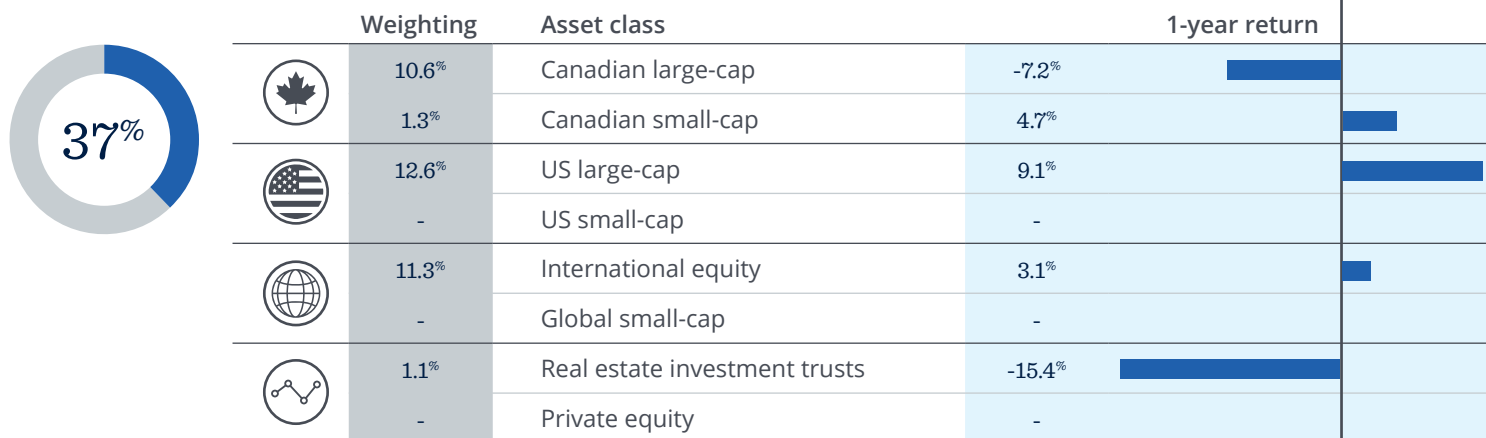 Weighting Asset class 1-year return
37%
10.6% Canadian large-cap -7.2%
1.3% Canadian small-cap 4.7%
12.6% US large-cap 9.1%
- US small-cap -
11.3% International equity 3.1%
- Global small-cap -
1.1% Real estate investment trusts -15.4%
- Private equity -